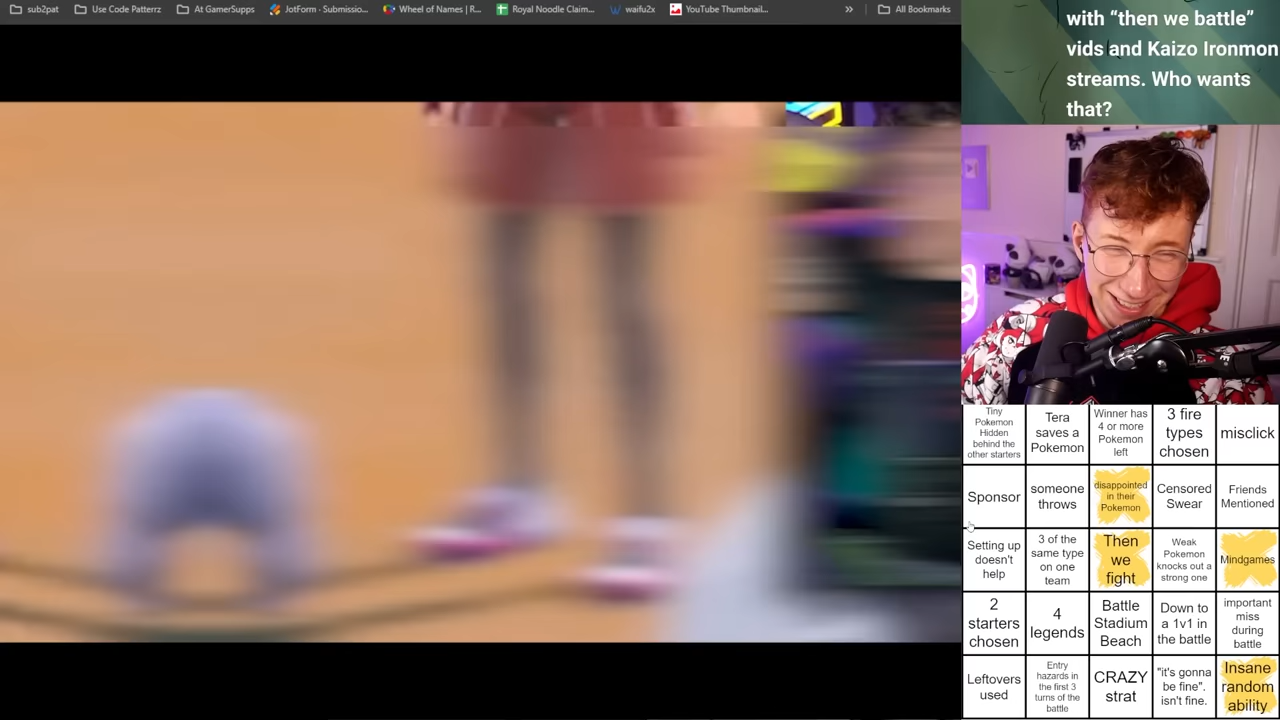 sub2pat
Use Code Patterrz
At GamerSupps
JotForm - Submissio...
Wheel of Names | R...
Royal Noodle Claim...
waifu2x
YouTube Thumbnail...
»
All Bookmarks
with “then we battle”
vids and Kaizo Ironmon
streams. Who wants
that?
Tiny
Pokemon
Hidden
behind the
other starters
Tera
saves a
Pokemon
Winner has
4 or more
Pokemon
left
3 fire
types
chosen
misclick
Sponsor
someone
throws
disappointed
in their
Pokemon
Censored
Swear
Friends
Mentioned
Setting up
doesn't
help
3 of the
same type
on one
team
Then
we
fight
Weak
Pokemon
knocks out a
strong one
Mindgames
2
starters
chosen
4
legends
Battle
Stadium
Beach
Down to
a 1v1 in
the battle
important
miss
during
battle
Leftovers
used
Entry
hazards in
the first 3
turns of the
battle
CRAZY
strat
"it's gonna
be fine".
isn't fine.
Insane
random
ability